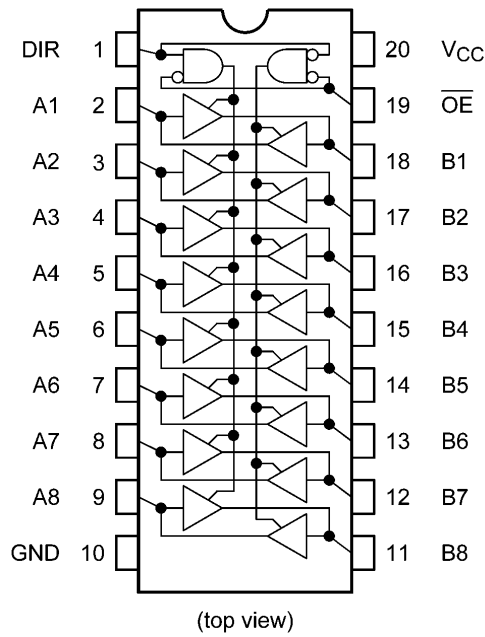 DIR 1 20 V_CC
A1 2 19 O̅E̅
A2 3 18 B1
A3 4 17 B2
A4 5 16 B3
A5 6 15 B4
A6 7 14 B5
A7 8 13 B6
A8 9 12 B7
GND 10 11 B8
(top view)